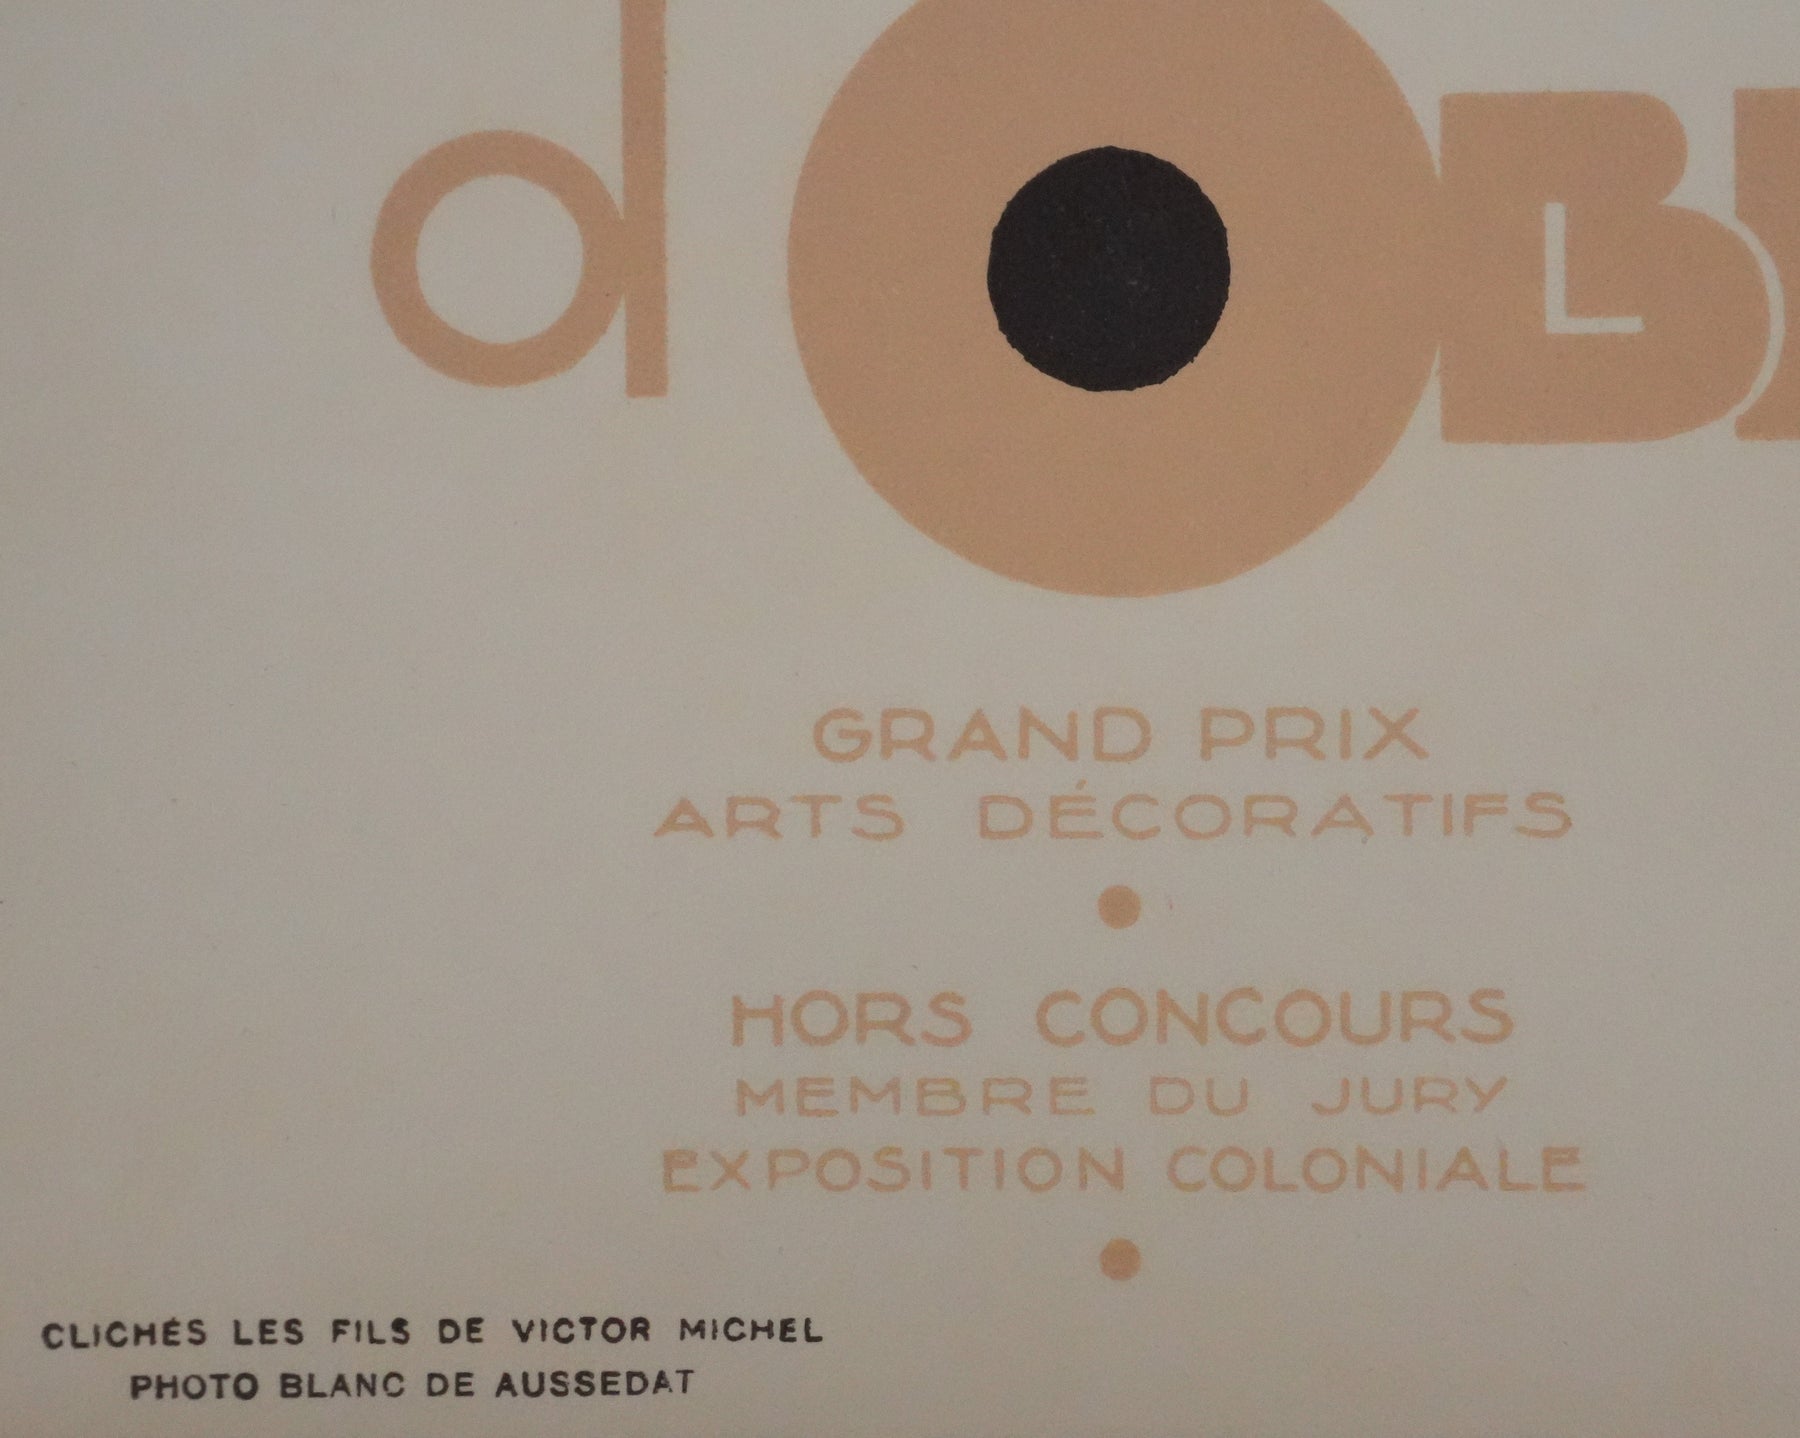 d
GRAND PRIX
ARTS DÉCORATIFS
HORS CONCOURS
MEMBRE DU JURY
EXPOSITION COLONIALE
CLICHÉS LES FILS DE VICTOR MICHEL
PHOTO BLANC DE AUSSEDAT